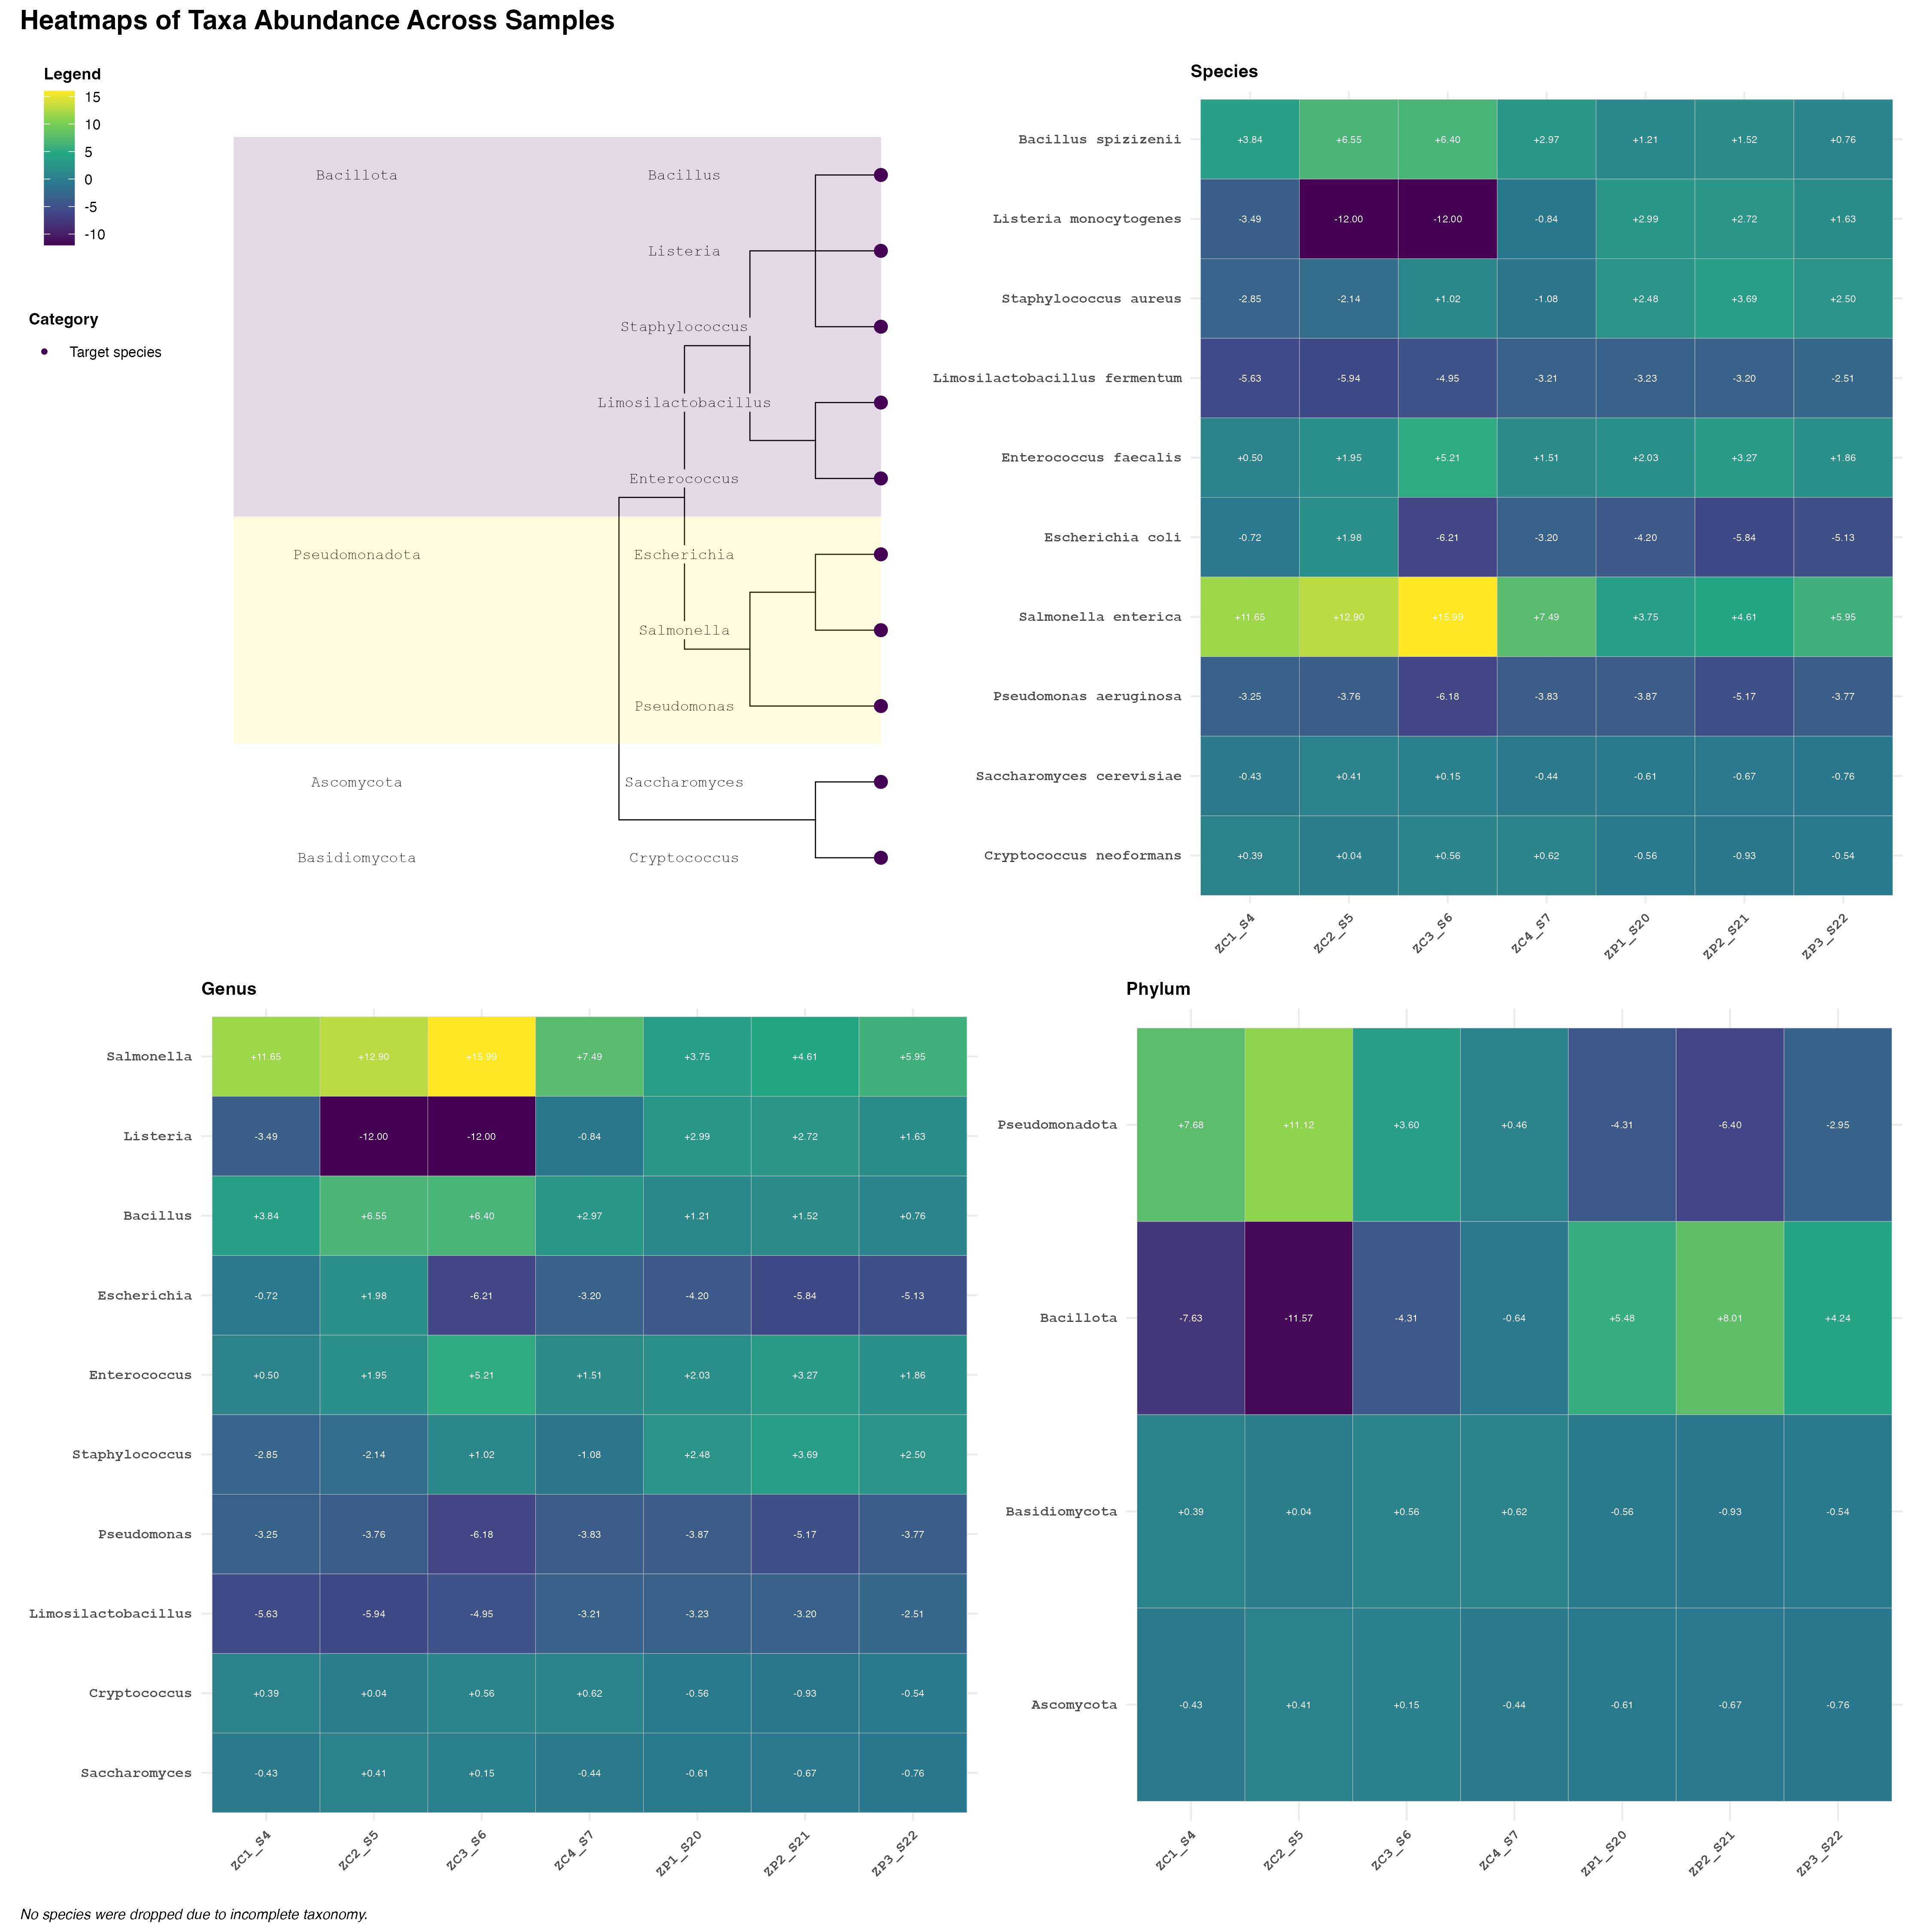 Heatmaps of Taxa Abundance Across Samples
Legend
15
10
5
0
-5
-10
Category
Target species
Bacillota Bacillus
Listeria
Staphylococcus
Limosilactobacillus
Enterococcus
Pseudomonadota Escherichia
Salmonella
Pseudomonas
Ascomycota Saccharomyces
Basidiomycota Cryptococcus
Species
Bacillus spizizenii +3.84 +6.55 +6.40 +2.97 +1.21 +1.52 +0.76
Listeria monocytogenes -3.49 -12.00 -12.00 -0.84 +2.99 +2.72 +1.63
Staphylococcus aureus -2.85 -2.14 +1.02 -1.08 +2.48 +3.69 +2.50
Limosilactobacillus fermentum -5.63 -5.94 -4.95 -3.21 -3.23 -3.20 -2.51
Enterococcus faecalis +0.50 +1.95 +5.21 +1.51 +2.03 +3.27 +1.86
Escherichia coli -0.72 +1.98 -6.21 -3.20 -4.20 -5.84 -5.13
Salmonella enterica +11.65 +12.90 +15.99 +7.49 +3.75 +4.61 +5.95
Pseudomonas aeruginosa -3.25 -3.76 -6.18 -3.83 -3.87 -5.17 -3.77
Saccharomyces cerevisiae -0.43 +0.41 +0.15 -0.44 -0.61 -0.67 -0.76
Cryptococcus neoformans +0.39 +0.04 +0.56 +0.62 -0.56 -0.93 -0.54
ZC1_S4 ZC2_S5 ZC3_S6 ZC4_S7 ZP1_S20 ZP2_S21 ZP3_S22
Genus
Salmonella +11.65 +12.90 +15.99 +7.49 +3.75 +4.61 +5.95
Listeria -3.49 -12.00 -12.00 -0.84 +2.99 +2.72 +1.63
Bacillus +3.84 +6.55 +6.40 +2.97 +1.21 +1.52 +0.76
Escherichia -0.72 +1.98 -6.21 -3.20 -4.20 -5.84 -5.13
Enterococcus +0.50 +1.95 +5.21 +1.51 +2.03 +3.27 +1.86
Staphylococcus -2.85 -2.14 +1.02 -1.08 +2.48 +3.69 +2.50
Pseudomonas -3.25 -3.76 -6.18 -3.83 -3.87 -5.17 -3.77
Limosilactobacillus -5.63 -5.94 -4.95 -3.21 -3.23 -3.20 -2.51
Cryptococcus +0.39 +0.04 +0.56 +0.62 -0.56 -0.93 -0.54
Saccharomyces -0.43 +0.41 +0.15 -0.44 -0.61 -0.67 -0.76
ZC1_S4 ZC2_S5 ZC3_S6 ZC4_S7 ZP1_S20 ZP2_S21 ZP3_S22
Phylum
Pseudomonadota +7.68 +11.12 +3.60 +0.46 -4.31 -6.40 -2.95
Bacillota -7.63 -11.57 -4.31 -0.64 +5.48 +8.01 +4.24
Basidiomycota +0.39 +0.04 +0.56 +0.62 -0.56 -0.93 -0.54
Ascomycota -0.43 +0.41 +0.15 -0.44 -0.61 -0.67 -0.76
ZC1_S4 ZC2_S5 ZC3_S6 ZC4_S7 ZP1_S20 ZP2_S21 ZP3_S22
No species were dropped due to incomplete taxonomy.